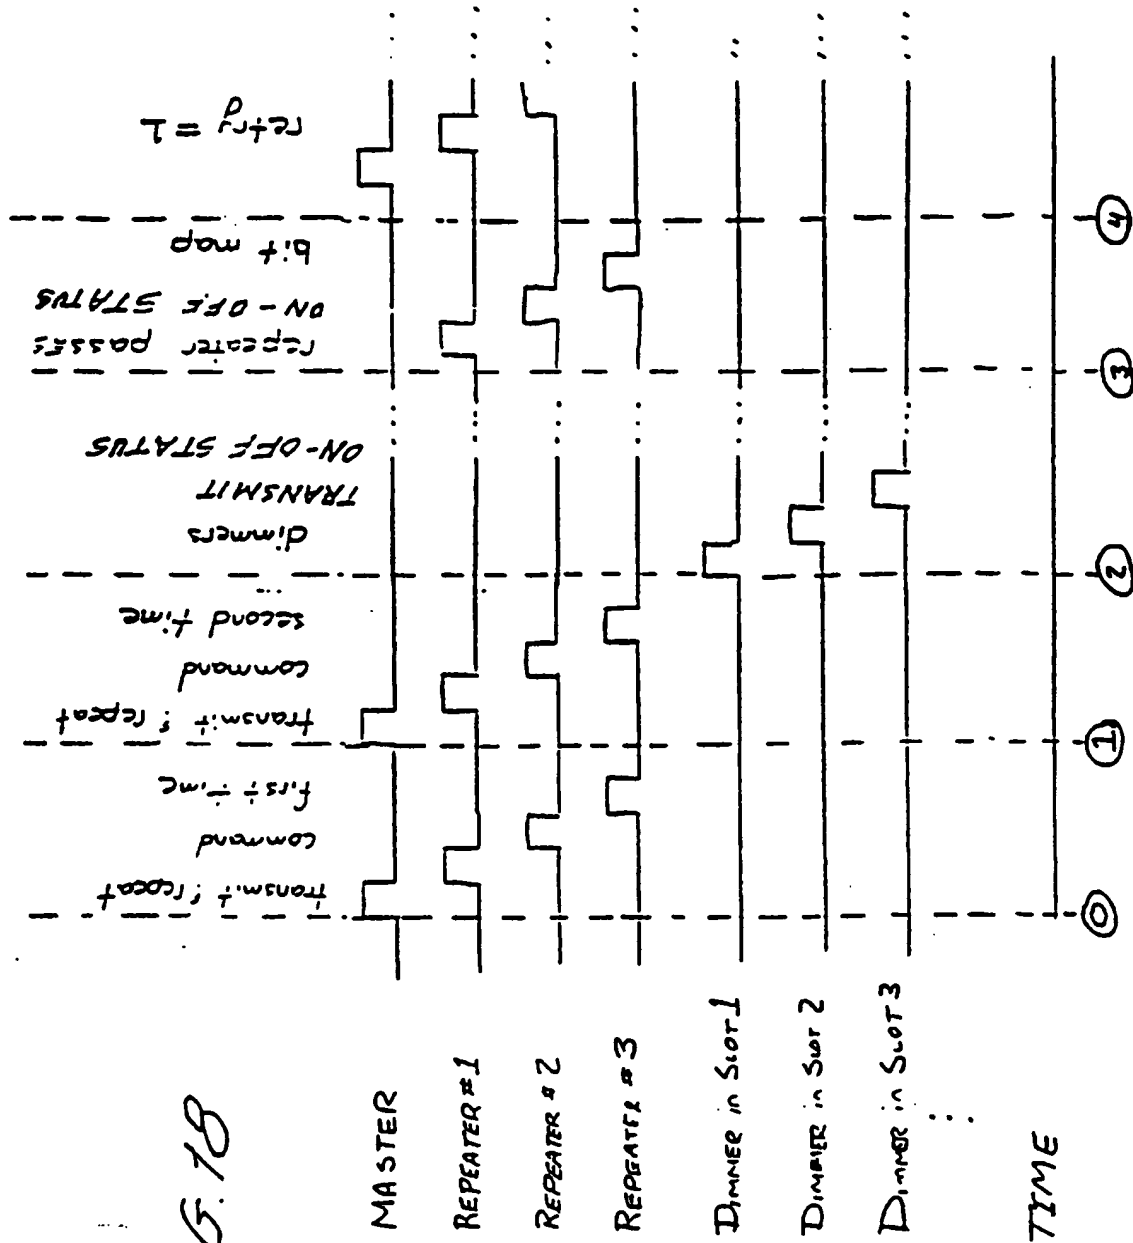 G. 18
transmit & repeat
command
first time
transmit & repeat
command
second time
dimmers
TRANSMIT
ON-OFF STATUS
repeater passes
ON-OFF STATUS
bit map
retry = 1
MASTER
REPEATER #1
REPEATER #2
REPEATER #3
DIMMER in SLOT 1
DIMMER in SLOT 2
DIMMER in SLOT 3
TIME
0
1
2
3
4